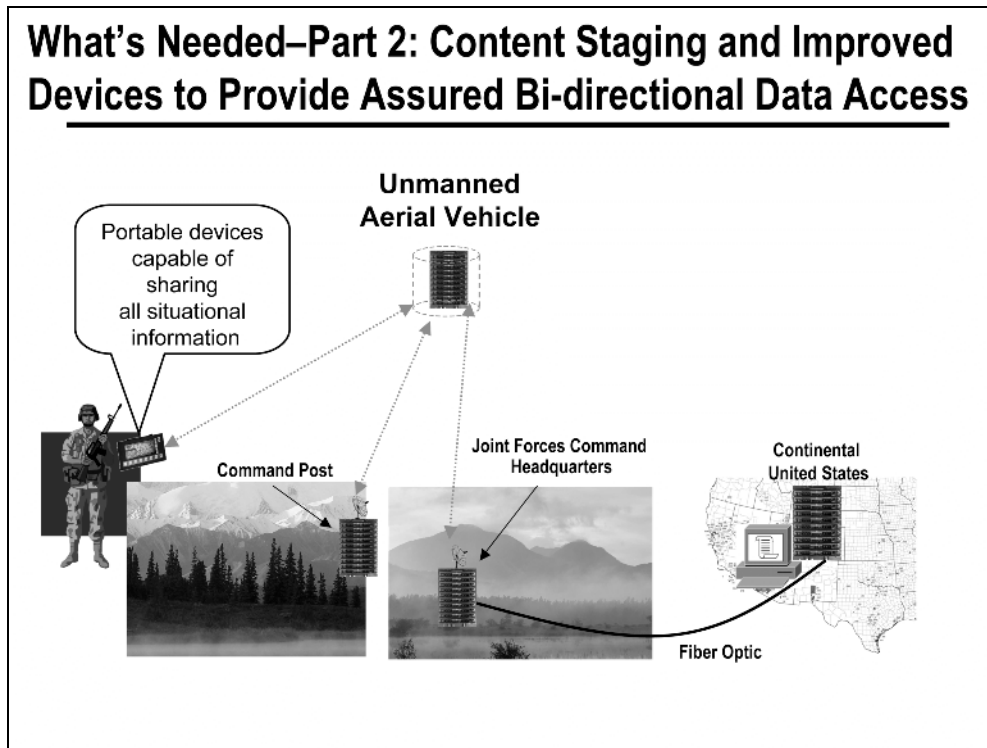 What's Needed–Part 2: Content Staging and Improved
Devices to Provide Assured Bi-directional Data Access
Unmanned
Aerial Vehicle
Portable devices
capable of
sharing
all situational
information
Joint Forces Command
Headquarters
Continental
United States
Command Post
Fiber Optic